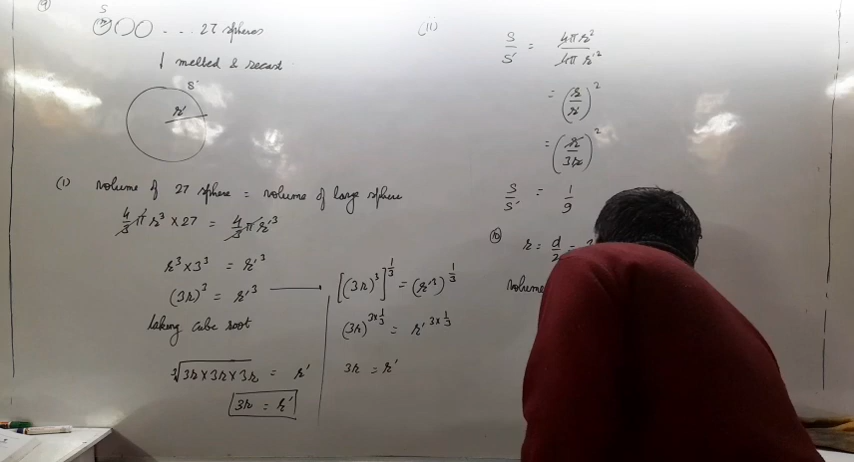 9
S
r ... 27 spheres
↓ melted & recast
S'
r'
(i) volume of 27 sphere = volume of large sphere
4/3 π r³ × 27 = 4/3 π r'³
r³ × 3³ = r'³
(3r)³ = r'³
taking cube root
∛3r × 3r × 3r = r'
3r = r'
[(3r)³]^1/3 = (r'³)^1/3
(3r)^3×1/3 = r'^3×1/3
3r = r'
(ii) S/S' = 4πr²/4πr'²
= (r/r')²
= (r/3r)²
S/S' = 1/9
10 r = d/2 =
volume